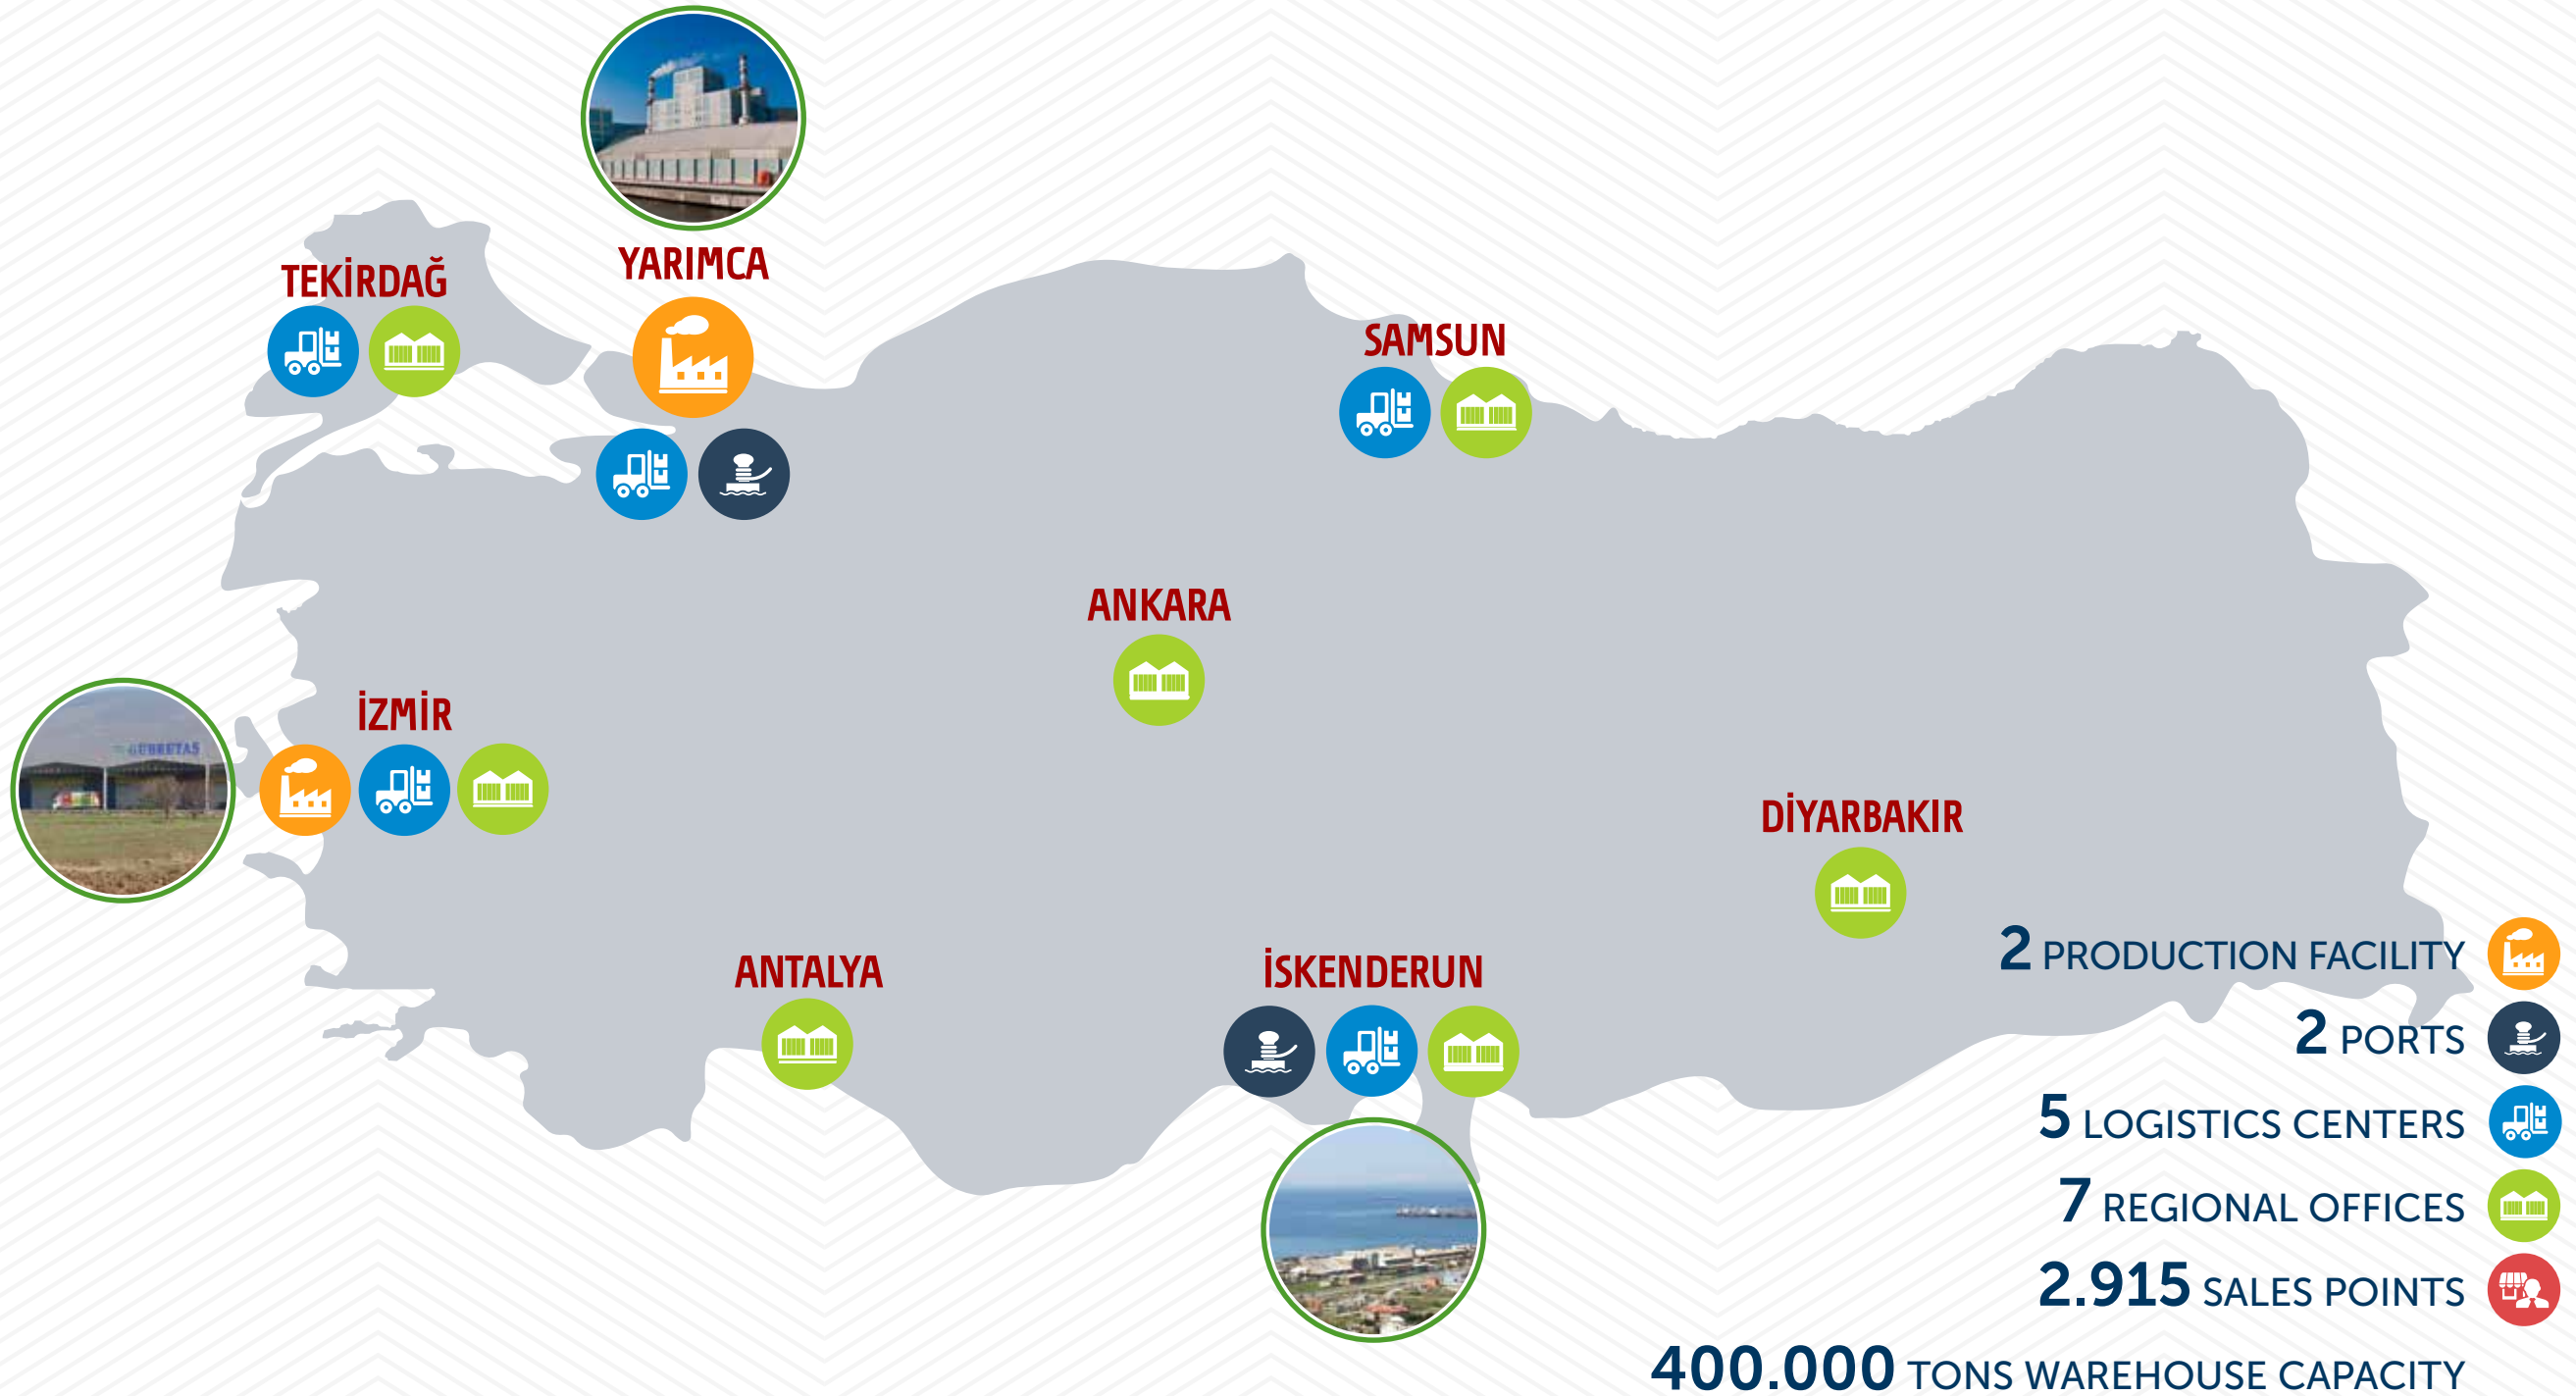 YARIMCA
TEKİRDAĞ
SAMSUN
ANKARA
İZMİR
GÜBRETAŞ
DİYARBAKIR
ANTALYA
İSKENDERUN
2 PRODUCTION FACILITY
2 PORTS
5 LOGISTICS CENTERS
7 REGIONAL OFFICES
2.915 SALES POINTS
400.000 TONS WAREHOUSE CAPACITY